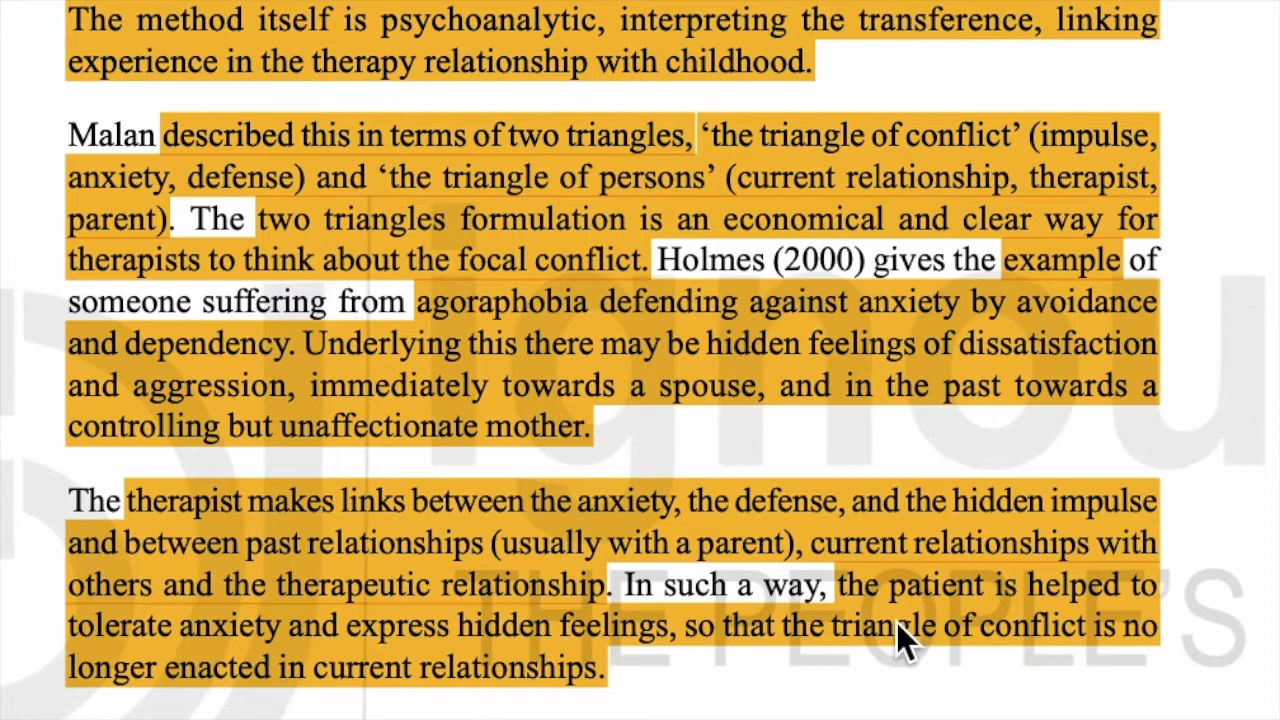 The method itself is psychoanalytic, interpreting the transference, linking
experience in the therapy relationship with childhood.
Malan described this in terms of two triangles, ‘the triangle of conflict’ (impulse,
anxiety, defense) and ‘the triangle of persons’ (current relationship, therapist,
parent). The two triangles formulation is an economical and clear way for
therapists to think about the focal conflict. Holmes (2000) gives the example of
someone suffering from agoraphobia defending against anxiety by avoidance
and dependency. Underlying this there may be hidden feelings of dissatisfaction
and aggression, immediately towards a spouse, and in the past towards a
controlling but unaffectionate mother.
The therapist makes links between the anxiety, the defense, and the hidden impulse
and between past relationships (usually with a parent), current relationships with
others and the therapeutic relationship. In such a way, the patient is helped to
tolerate anxiety and express hidden feelings, so that the triangle of conflict is no
longer enacted in current relationships.
ignou
THE PEOPLE'S